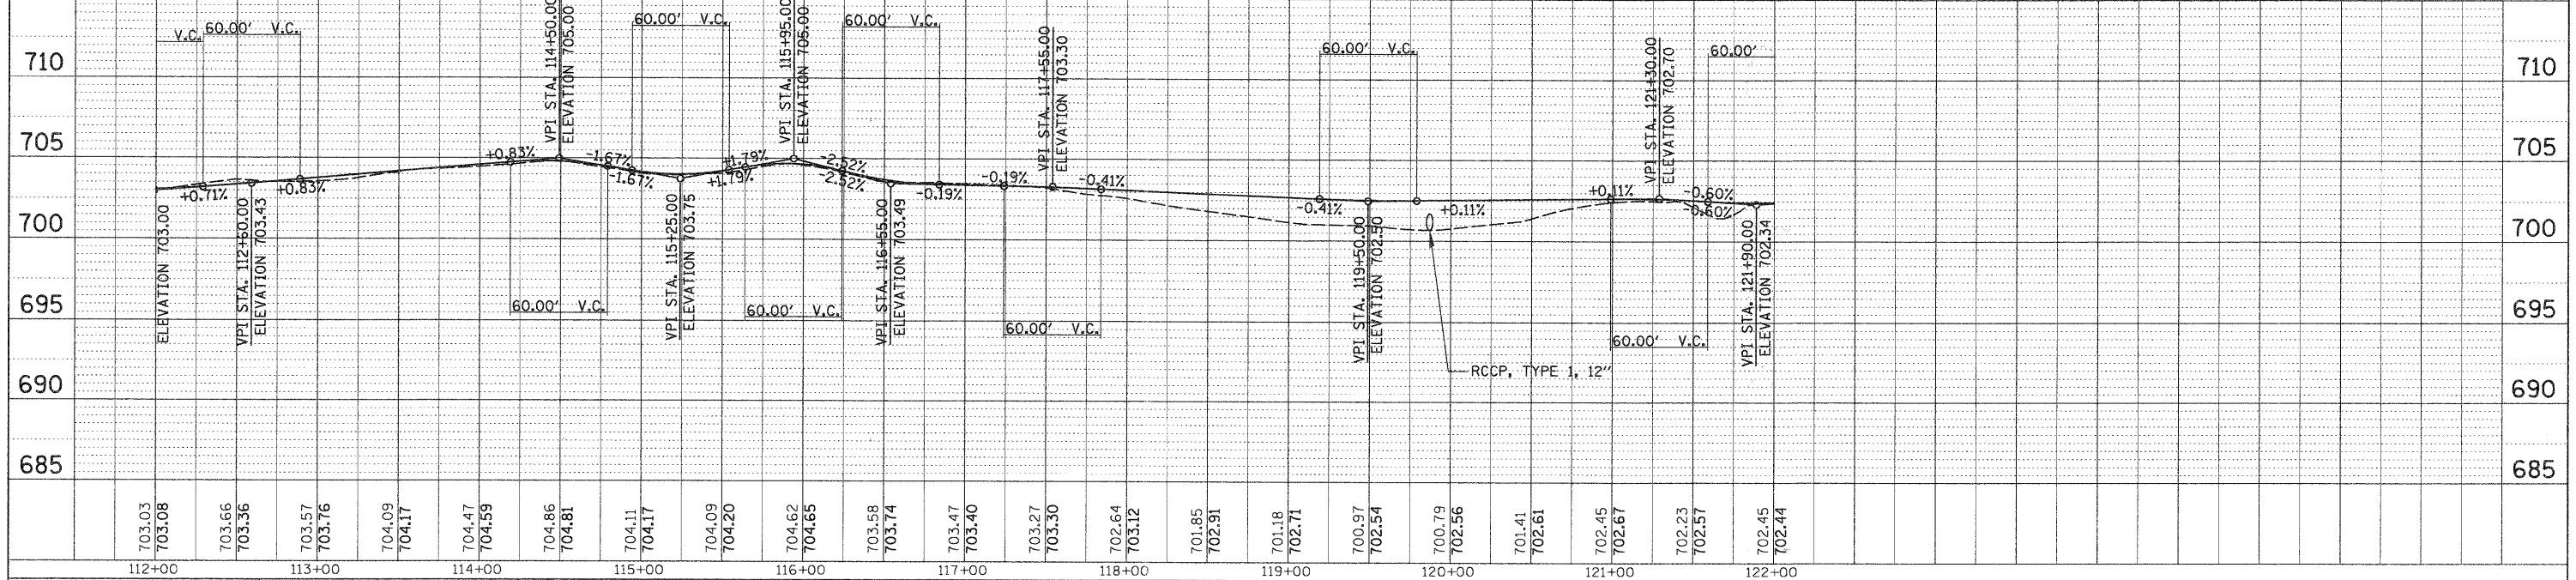 V.C. 60.00' V.C.
60.00' V.C.
60.00' V.C.
60.00' V.C.
60.00'
VPI STA. 114+50.00
ELEVATION 705.00
VPI STA. 115+95.00
ELEVATION 705.00
VPI STA. 117+55.00
ELEVATION 703.30
VPI STA. 121+30.00
ELEVATION 702.70
710 710
705 705
700 700
695 695
690 690
685 685
+0.71%
+0.83%
+0.83%
-1.67%
-1.67%
+1.79%
+1.79%
-2.52%
-2.52%
-0.19%
-0.19%
-0.41%
-0.41%
+0.11%
+0.11%
-0.60%
-0.60%
ELEVATION 703.00
VPI STA. 112+60.00
ELEVATION 703.43
VPI STA. 115+25.00
ELEVATION 703.75
VPI STA. 116+55.00
ELEVATION 703.49
VPI STA. 119+50.00
ELEVATION 702.50
VPI STA. 121+90.00
ELEVATION 702.34
60.00' V.C.
60.00' V.C.
60.00' V.C.
60.00' V.C.
RCCP, TYPE 1, 12"
703.03 703.08
703.66 703.36
703.57 703.76
704.09 704.17
704.47 704.59
704.86 704.81
704.11 704.17
704.09 704.20
704.62 704.65
703.58 703.74
703.47 703.40
703.27 703.30
702.64 703.12
701.85 702.91
701.18 702.71
700.97 702.54
700.79 702.56
701.41 702.61
702.45 702.67
702.23 702.57
702.45 702.44
112+00 113+00 114+00 115+00 116+00 117+00 118+00 119+00 120+00 121+00 122+00